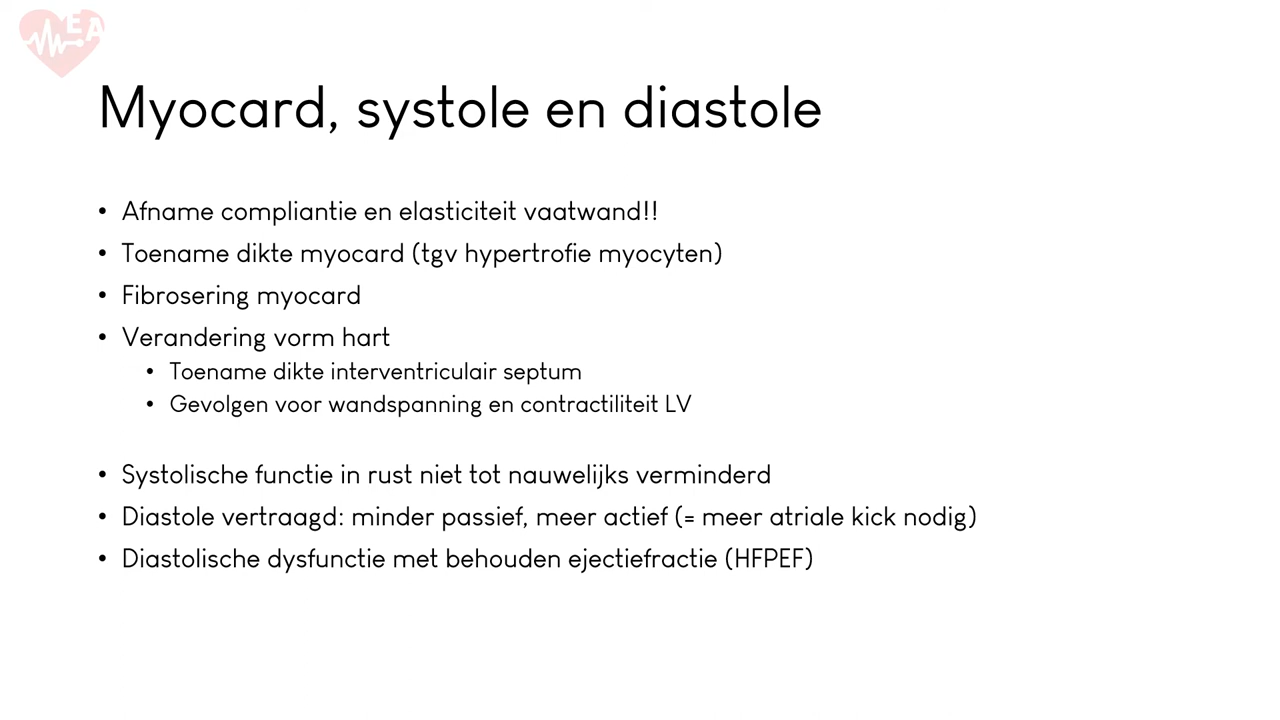 EA
Myocard, systole en diastole
• Afname compliantie en elasticiteit vaatwand!!
• Toename dikte myocard (tgv hypertrofie myocyten)
• Fibrosering myocard
• Verandering vorm hart
• Toename dikte interventriculair septum
• Gevolgen voor wandspanning en contractiliteit LV
• Systolische functie in rust niet tot nauwelijks verminderd
• Diastole vertraagd: minder passief, meer actief (= meer atriale kick nodig)
• Diastolische dysfunctie met behouden ejectiefractie (HFPEF)